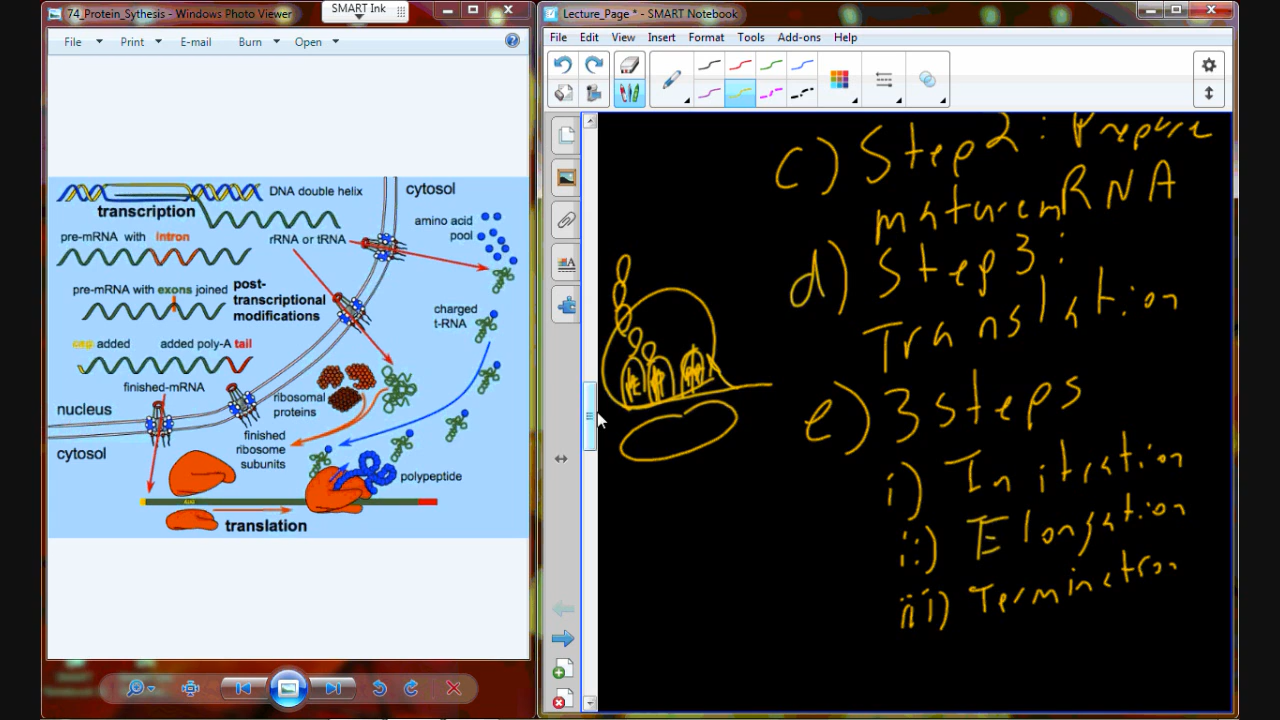 74_Protein_Sythesis - Windows Photo Viewer
SMART Ink
File Print E-mail Burn Open
DNA double helix
transcription
cytosol
pre-mRNA with intron
rRNA or tRNA
amino acid
pool
pre-mRNA with exons joined
post-
transcriptional
modifications
charged
t-RNA
cap added added poly-A tail
finished-mRNA
ribosomal
proteins
nucleus
cytosol
finished
ribosome
subunits
polypeptide
AUG
translation
Lecture_Page * - SMART Notebook
File Edit View Insert Format Tools Add-ons Help
c) Step 2 : Prepare
mature mRNA
d) Step 3 :
Translation
e) 3 steps
i) Initiation
ii) Elongation
iii) Termination